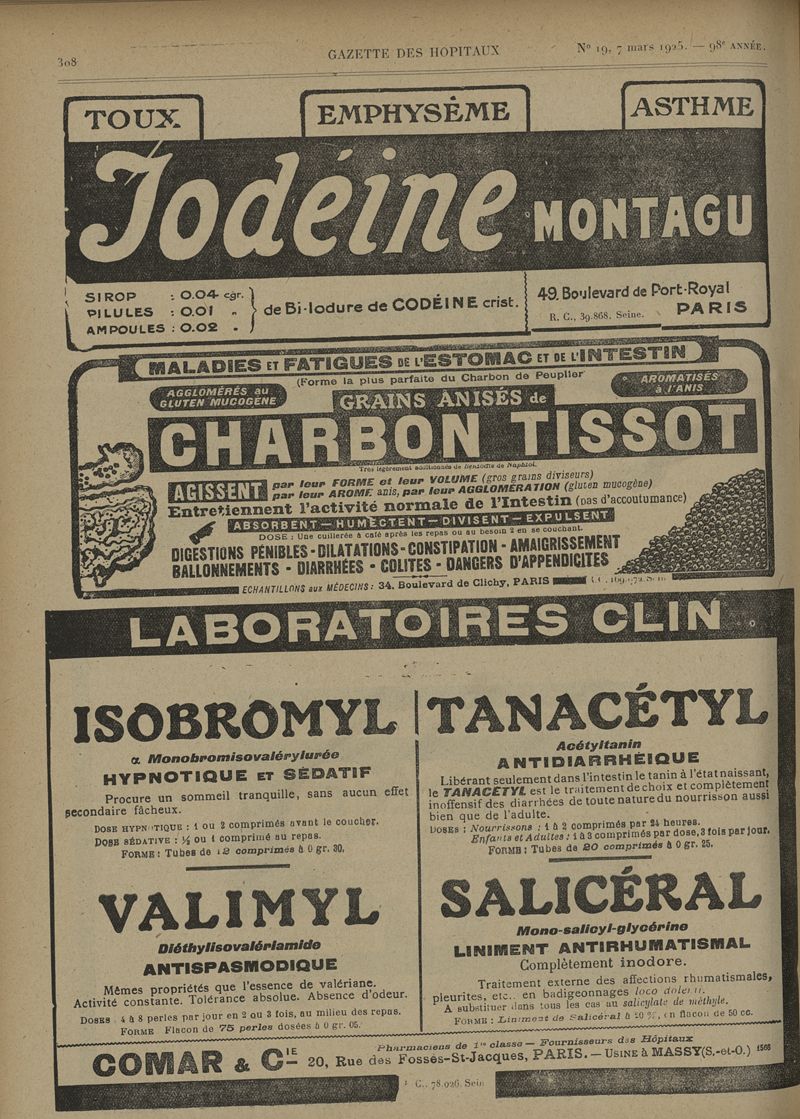 308
GAZETTE DES HOPITAUX
N° 19, 7 mars 1925. — 98e ANNÉE.
TOUX
EMPHYSÈME
ASTHME
Iodéine MONTAGU
SIROP : 0.04 cgr.
PILULES : 0.01 „
AMPOULES : 0.02 „
de Bi-Iodure de CODÉINE crist.
49, Boulevard de Port-Royal
R. C., 39.868. Seine.
PARIS
MALADIES ET FATIGUES DE L'ESTOMAC ET DE L'INTESTIN
(Forme la plus parfaite du Charbon de Peuplier
AGGLOMÉRÉS au
GLUTEN MUCOGÈNE
GRAINS ANISÉS de
AROMATISÉS
à l'ANIS
CHARBON TISSOT
Très légèrement additionnés de Benzoate de Naphtol.
AGISSENT
par leur FORME et leur VOLUME (gros grains diviseurs)
par leur AROME anis, par leur AGGLOMÉRATION (gluten mucogène)
Entretiennent l'activité normale de l'Intestin (pas d'accoutumance)
ABSORBENT — HUMECTENT — DIVISENT — EXPULSENT
DOSE : Une cuillerée à café après les repas ou au besoin 2 en se couchant.
DIGESTIONS PÉNIBLES - DILATATIONS - CONSTIPATION - AMAIGRISSEMENT
BALLONNEMENTS - DIARRHÉES - COLITES - DANGERS D'APPENDICITES
ECHANTILLONS aux MÉDECINS : 34, Boulevard de Clichy, PARIS
LABORATOIRES CLIN
ISOBROMYL
α Monobromisovalérylurée
HYPNOTIQUE ET SÉDATIF
Procure un sommeil tranquille, sans aucun effet
secondaire fâcheux.
DOSE HYPNOTIQUE : 1 ou 2 comprimés avant le coucher.
DOSE SÉDATIVE : ½ ou 1 comprimé au repas.
FORME : Tubes de 12 comprimés à 0 gr. 30.
TANACÉTYL
Acétyltanin
ANTIDIARRHÉIQUE
Libérant seulement dans l'intestin le tanin à l'état naissant,
le TANACÉTYL est le traitement de choix et complètement
inoffensif des diarrhées de toute nature du nourrisson aussi
bien que de l'adulte.
DOSES : Nourrissons : 1 à 2 comprimés par 24 heures.
Enfants et Adultes : 1 à 3 comprimés par dose, 3 fois par jour.
FORME : Tubes de 20 comprimés à 0 gr. 25.
VALIMYL
Diéthylisovalériamide
ANTISPASMODIQUE
Mêmes propriétés que l'essence de valériane.
Activité constante. Tolérance absolue. Absence d'odeur.
DOSES 4 à 8 perles par jour en 2 ou 3 fois, au milieu des repas.
FORME Flacon de 75 perles dosées à 0 gr. 05.
SALICÉRAL
Mono-salicyl-glycérine
LINIMENT ANTIRHUMATISMAL
Complètement inodore.
Traitement externe des affections rhumatismales,
pleurites, etc., en badigeonnages loco dolenti.
A substituer dans tous les cas au salicylate de méthyle.
FORME : Liniment de Salicéral à 20 %, en flacon de 50 cc.
COMAR & CIE
Pharmaciens de 1re classe — Fournisseurs des Hôpitaux
20, Rue des Fossés-St-Jacques, PARIS. — USINE à MASSY (S.-et-O.)
1566
C., 78.026. Sein